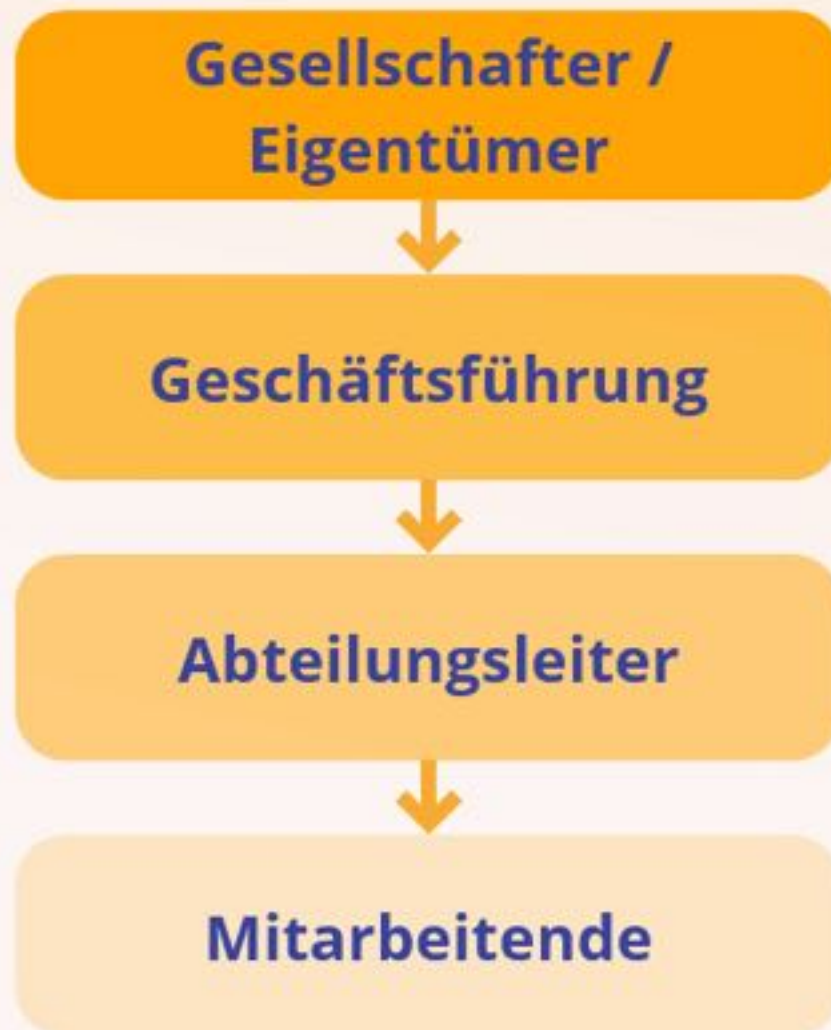 Gesellschafter /
Eigentümer
Geschäftsführung
Abteilungsleiter
Mitarbeitende